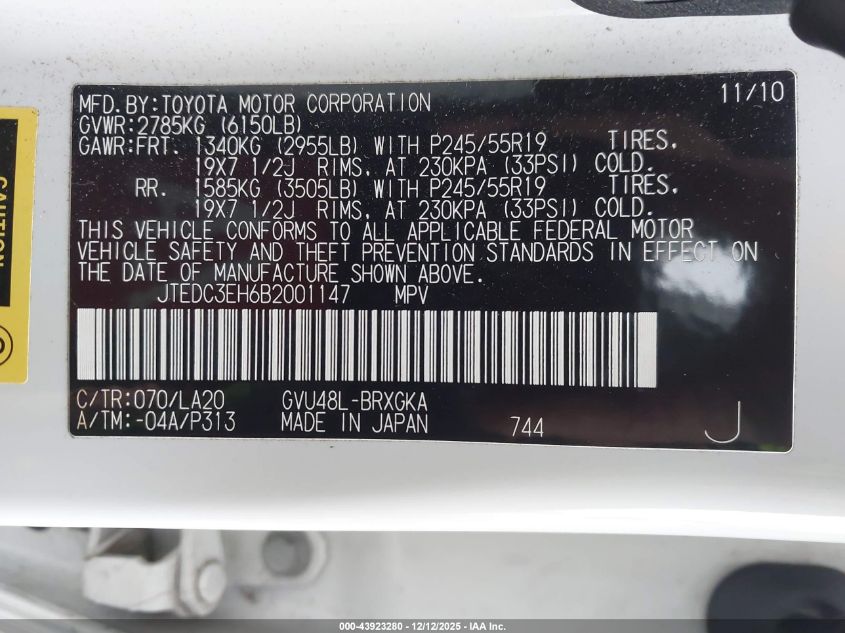 CAUTION
MFD.BY:TOYOTA MOTOR CORPORATION 11/10
GVWR:2785KG (6150LB)
GAWR:FRT. 1340KG (2955LB) WITH P245/55R19 TIRES,
19X7 1/2J RIMS, AT 230KPA (33PSI) COLD.
RR. 1585KG (3505LB) WITH P245/55R19 TIRES,
19X7 1/2J RIMS, AT 230KPA (33PSI) COLD.
THIS VEHICLE CONFORMS TO ALL APPLICABLE FEDERAL MOTOR
VEHICLE SAFETY AND THEFT PREVENTION STANDARDS IN EFFECT ON
THE DATE OF MANUFACTURE SHOWN ABOVE.
JTEDC3EH6B2001147 MPV
C/TR:070/LA20 GVU48L-BRXGKA
A/TM:-04A/P313 MADE IN JAPAN 744 J
000-43923280 - 12/12/2025 - IAA Inc.